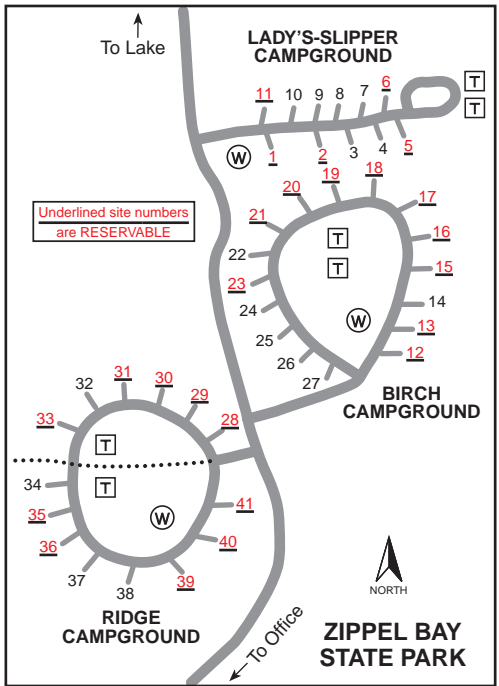 To Lake
LADY'S-SLIPPER
CAMPGROUND
T
T
11 10 9 8 7 6
1 2 3 4 5
W
Underlined site numbers
are RESERVABLE
18
19
20
17
21
16
22
T
T
15
23
14
24
W
13
25
12
26
27
BIRCH
CAMPGROUND
31
30
32
29
33
28
T
34
T
41
35
W
36
40
37
39
38
RIDGE
CAMPGROUND
NORTH
To Office
ZIPPEL BAY
STATE PARK